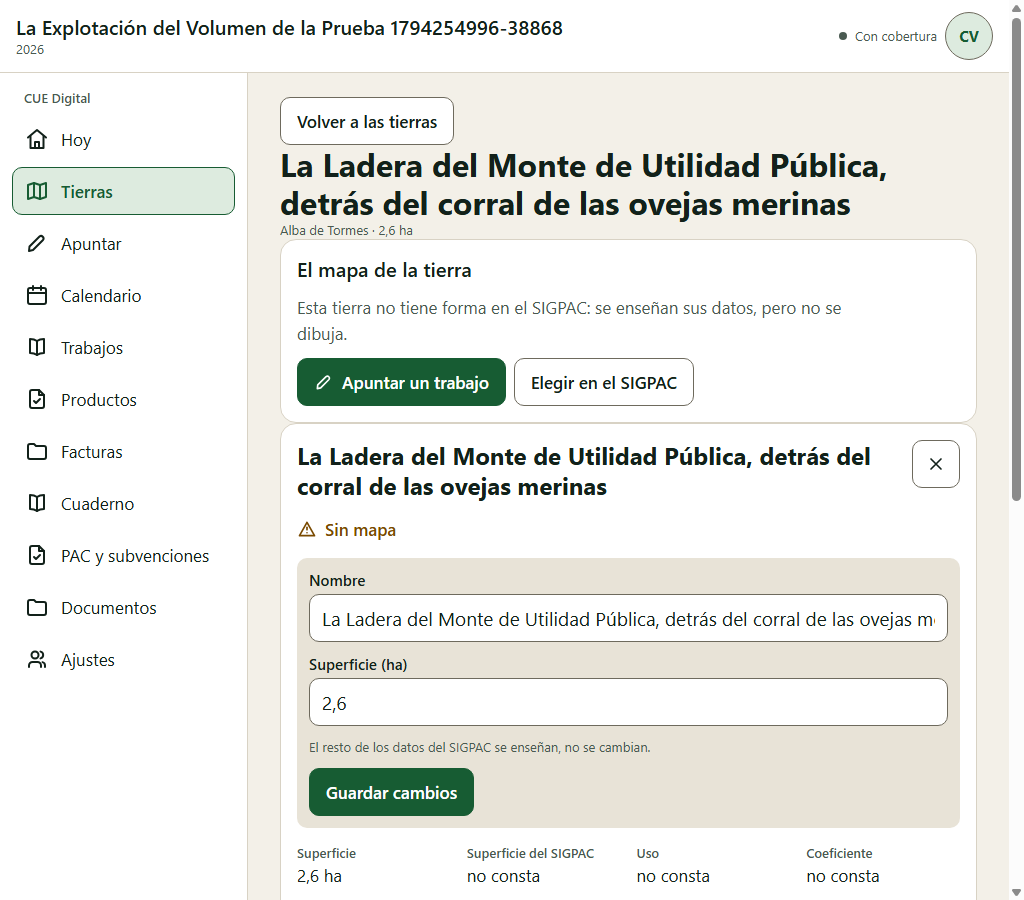 La Explotación del Volumen de la Prueba 1794254996-38868
2026
Con cobertura
CV
CUE Digital
Hoy
Tierras
Apuntar
Calendario
Trabajos
Productos
Facturas
Cuaderno
PAC y subvenciones
Documentos
Ajustes
Volver a las tierras
La Ladera del Monte de Utilidad Pública,
detrás del corral de las ovejas merinas
Alba de Tormes · 2,6 ha
El mapa de la tierra
Esta tierra no tiene forma en el SIGPAC: se enseñan sus datos, pero no se
dibuja.
Apuntar un trabajo
Elegir en el SIGPAC
La Ladera del Monte de Utilidad Pública, detrás del
corral de las ovejas merinas
Sin mapa
Nombre
La Ladera del Monte de Utilidad Pública, detrás del corral de las ovejas
Superficie (ha)
2,6
El resto de los datos del SIGPAC se enseñan, no se cambian.
Guardar cambios
Superficie
2,6 ha
Superficie del SIGPAC
no consta
Uso
no consta
Coeficiente
no consta